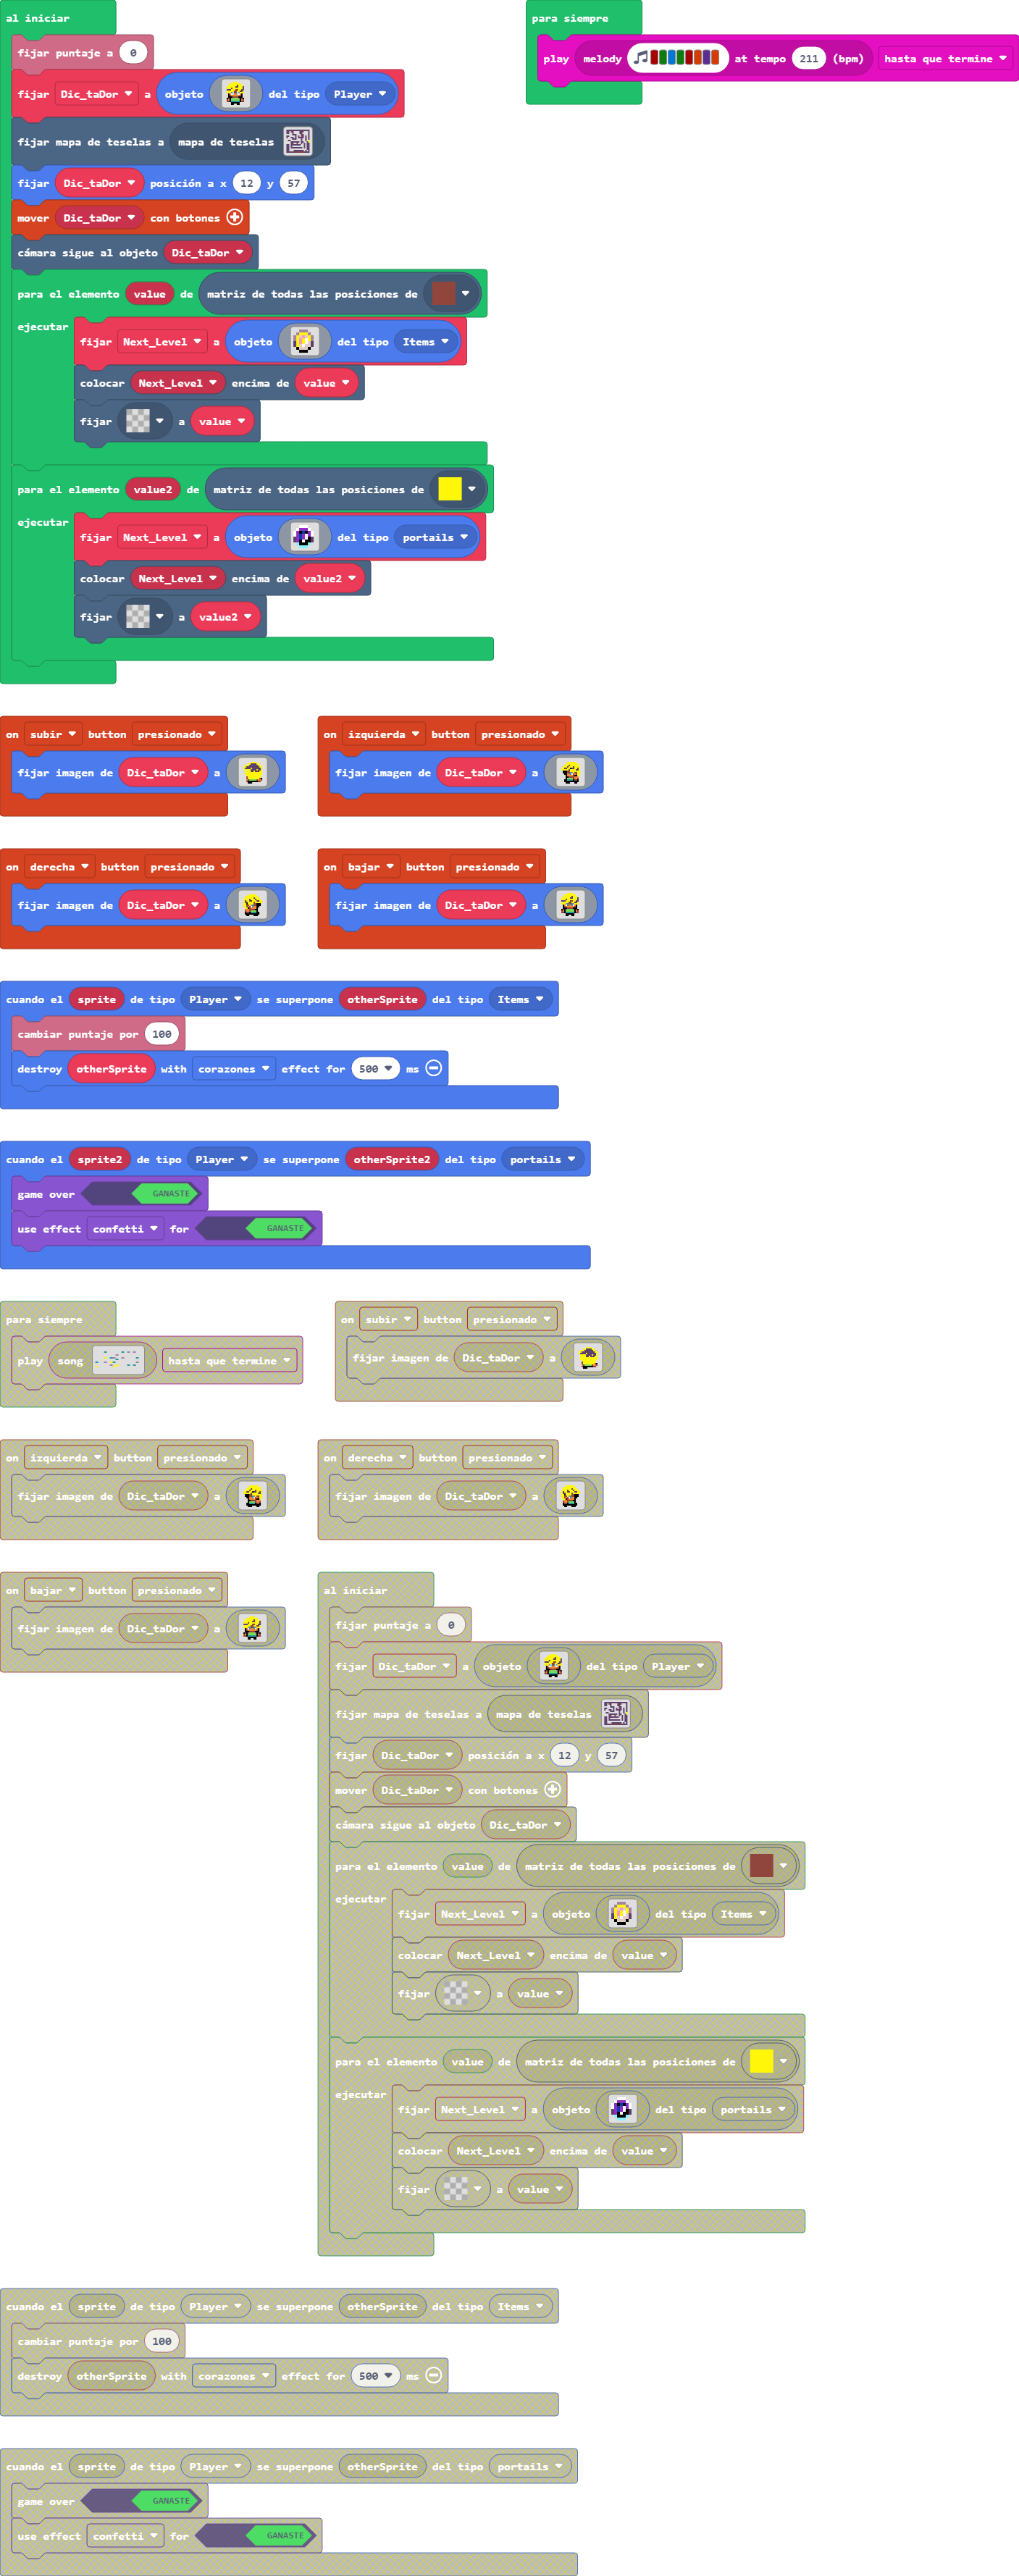 al iniciar
fijar puntaje a 0
fijar Dic_taDor a objeto del tipo Player
fijar mapa de teselas a mapa de teselas
fijar Dic_taDor posición a x 12 y 57
mover Dic_taDor con botones
cámara sigue al objeto Dic_taDor
para el elemento value de matriz de todas las posiciones de
ejecutar
fijar Next_Level a objeto del tipo Items
colocar Next_Level encima de value
fijar a value
para el elemento value2 de matriz de todas las posiciones de
ejecutar
fijar Next_Level a objeto del tipo portails
colocar Next_Level encima de value2
fijar a value2
para siempre
play melody at tempo 211 (bpm) hasta que termine
on subir button presionado
fijar imagen de Dic_taDor a
on izquierda button presionado
fijar imagen de Dic_taDor a
on derecha button presionado
fijar imagen de Dic_taDor a
on bajar button presionado
fijar imagen de Dic_taDor a
cuando el sprite de tipo Player se superpone otherSprite del tipo Items
cambiar puntaje por 100
destroy otherSprite with corazones effect for 500 ms
cuando el sprite2 de tipo Player se superpone otherSprite2 del tipo portails
game over GANASTE
use effect confetti for GANASTE
para siempre
play song hasta que termine
on subir button presionado
fijar imagen de Dic_taDor a
on izquierda button presionado
fijar imagen de Dic_taDor a
on derecha button presionado
fijar imagen de Dic_taDor a
on bajar button presionado
fijar imagen de Dic_taDor a
al iniciar
fijar puntaje a 0
fijar Dic_taDor a objeto del tipo Player
fijar mapa de teselas a mapa de teselas
fijar Dic_taDor posición a x 12 y 57
mover Dic_taDor con botones
cámara sigue al objeto Dic_taDor
para el elemento value de matriz de todas las posiciones de
ejecutar
fijar Next_Level a objeto del tipo Items
colocar Next_Level encima de value
fijar a value
para el elemento value de matriz de todas las posiciones de
ejecutar
fijar Next_Level a objeto del tipo portails
colocar Next_Level encima de value
fijar a value
cuando el sprite de tipo Player se superpone otherSprite del tipo Items
cambiar puntaje por 100
destroy otherSprite with corazones effect for 500 ms
cuando el sprite de tipo Player se superpone otherSprite del tipo portails
game over GANASTE
use effect confetti for GANASTE